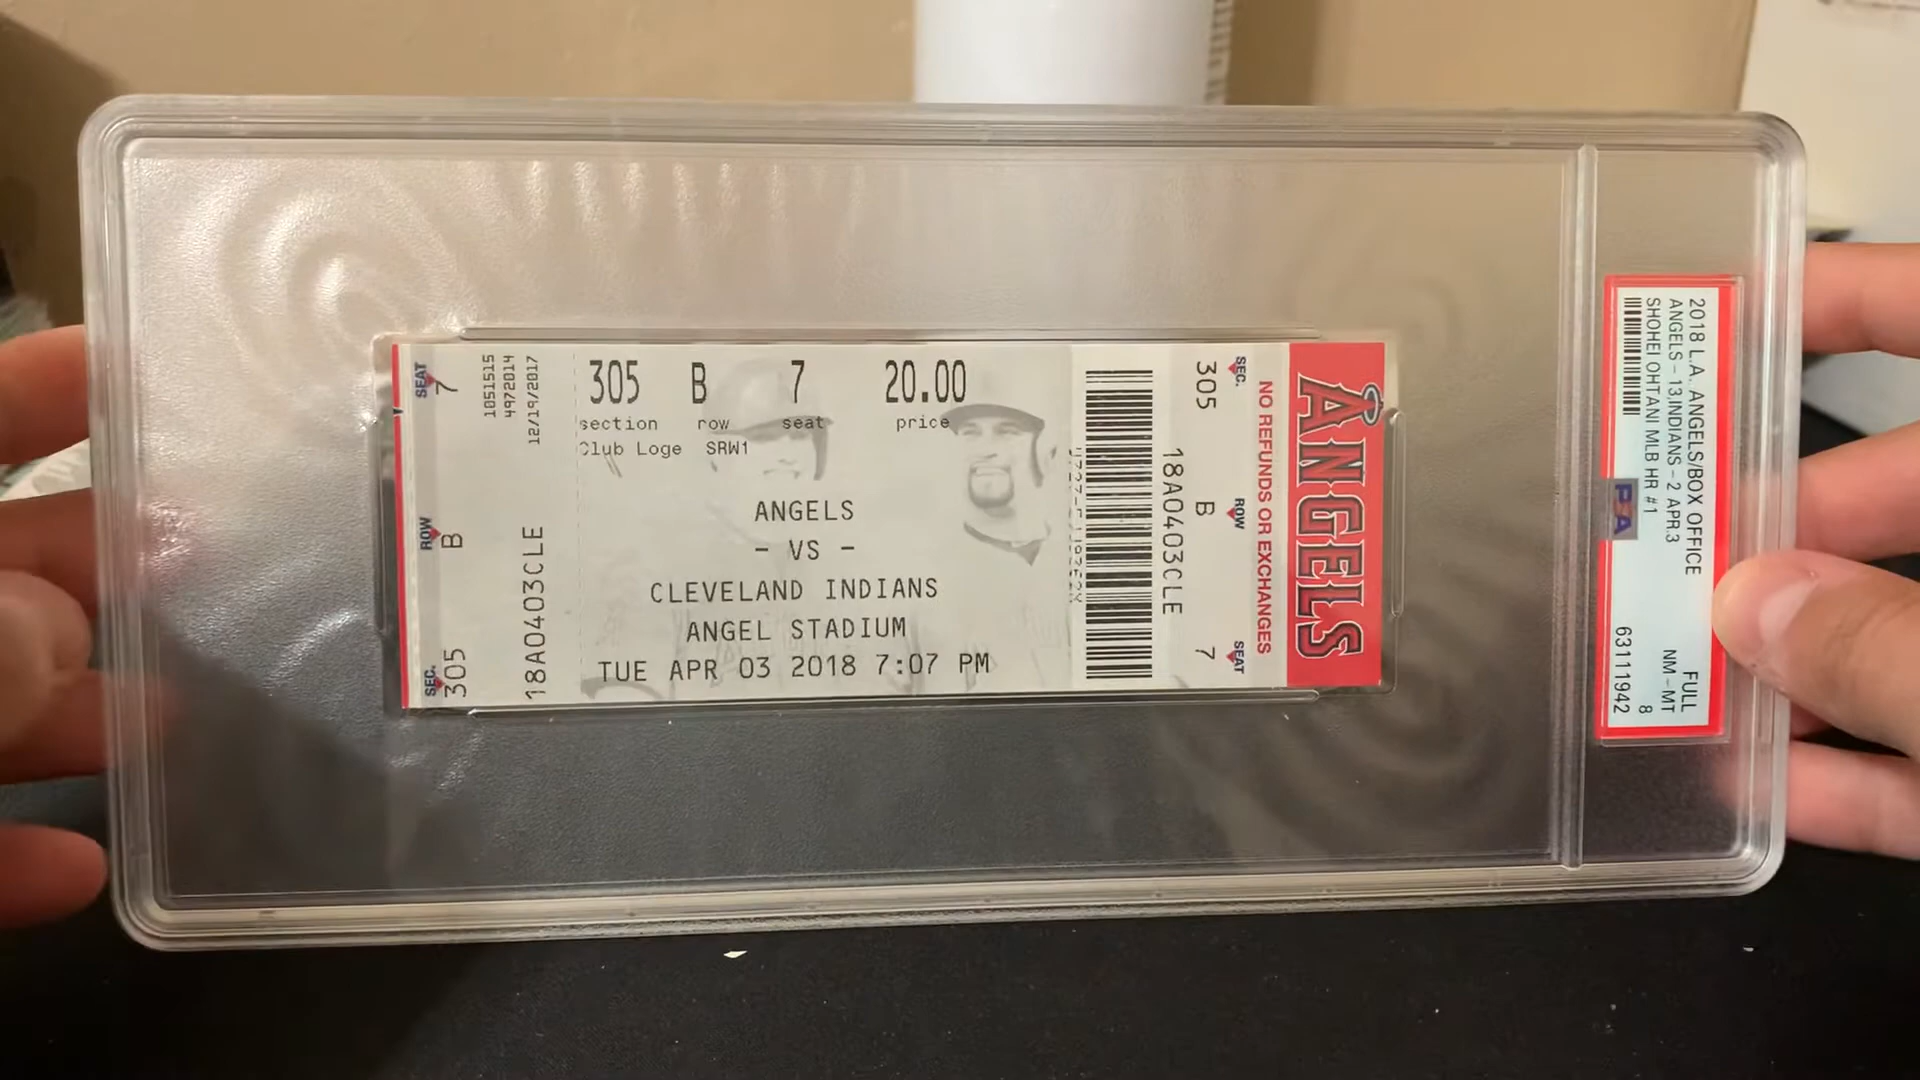 SEAT 7
ROW B
SEC. 305
10515151
4972014
12/19/2017
18A0403CLE
305 B 7 20.00
section row seat price
Club Loge SRW1
ANGELS
- VS -
CLEVELAND INDIANS
ANGEL STADIUM
TUE APR 03 2018 7:07 PM
18A0403CLE
SEC. ROW SEAT
305 B 7
NO REFUNDS OR EXCHANGES
ANGELS
2018 L.A. ANGELS/BOX OFFICE
ANGELS-13,INDIANS-2 APR.3
SHOHEI OHTANI MLB HR #1
PSA
FULL
NM-MT
8
63111942